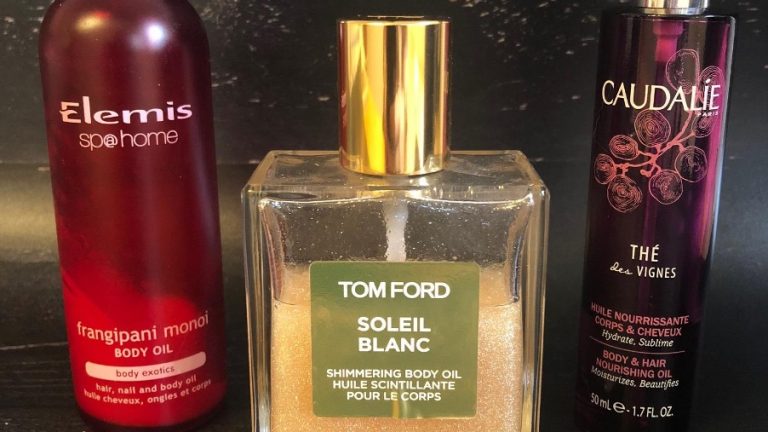 Elemis
sp@home
frangipani monoi
BODY OIL
body exotics
hair, nail and body oil
huile cheveux, ongles et corps
TOM FORD
SOLEIL
BLANC
SHIMMERING BODY OIL
HUILE SCINTILLANTE
POUR LE CORPS
CAUDALÍE
PARIS
THÉ
des VIGNES
HUILE NOURRISSANTE
CORPS & CHEVEUX
Hydrate, Sublime
BODY & HAIR
NOURISHING OIL
Moisturizes, Beautifies
50 mL ℮ - 1.7 FL. OZ.